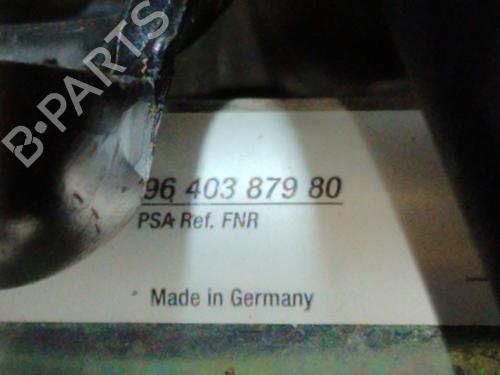 B-PARTS
96 403 879 80
PSA Ref. FNR
Made in Germany